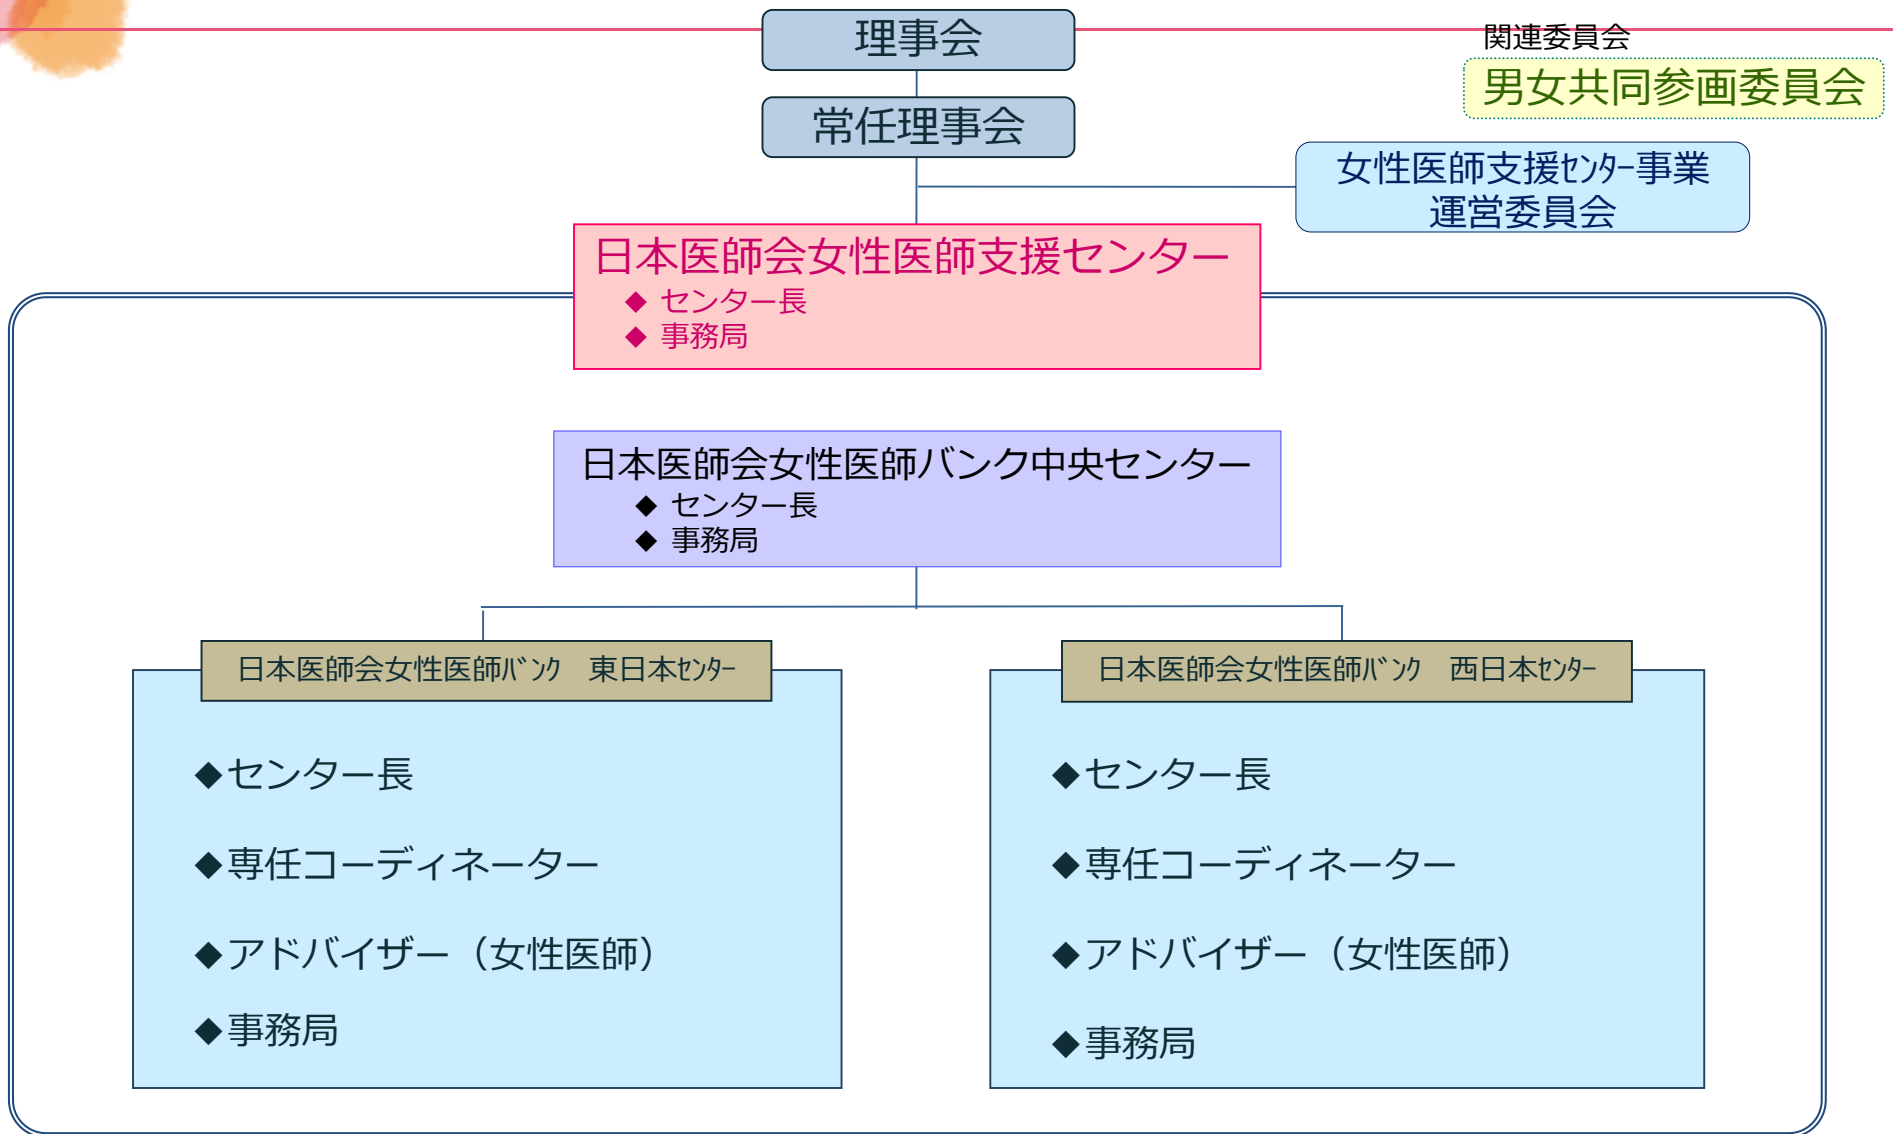 理事会
関連委員会
男女共同参画委員会
常任理事会
女性医師支援ｾﾝﾀｰ事業
運営委員会
日本医師会女性医師支援センター
◆ センター長
◆ 事務局
日本医師会女性医師バンク中央センター
◆ センター長
◆ 事務局
日本医師会女性医師ﾊﾞﾝｸ　東日本ｾﾝﾀｰ
◆センター長
◆専任コーディネーター
◆アドバイザー（女性医師）
◆事務局
日本医師会女性医師ﾊﾞﾝｸ　西日本ｾﾝﾀｰ
◆センター長
◆専任コーディネーター
◆アドバイザー（女性医師）
◆事務局